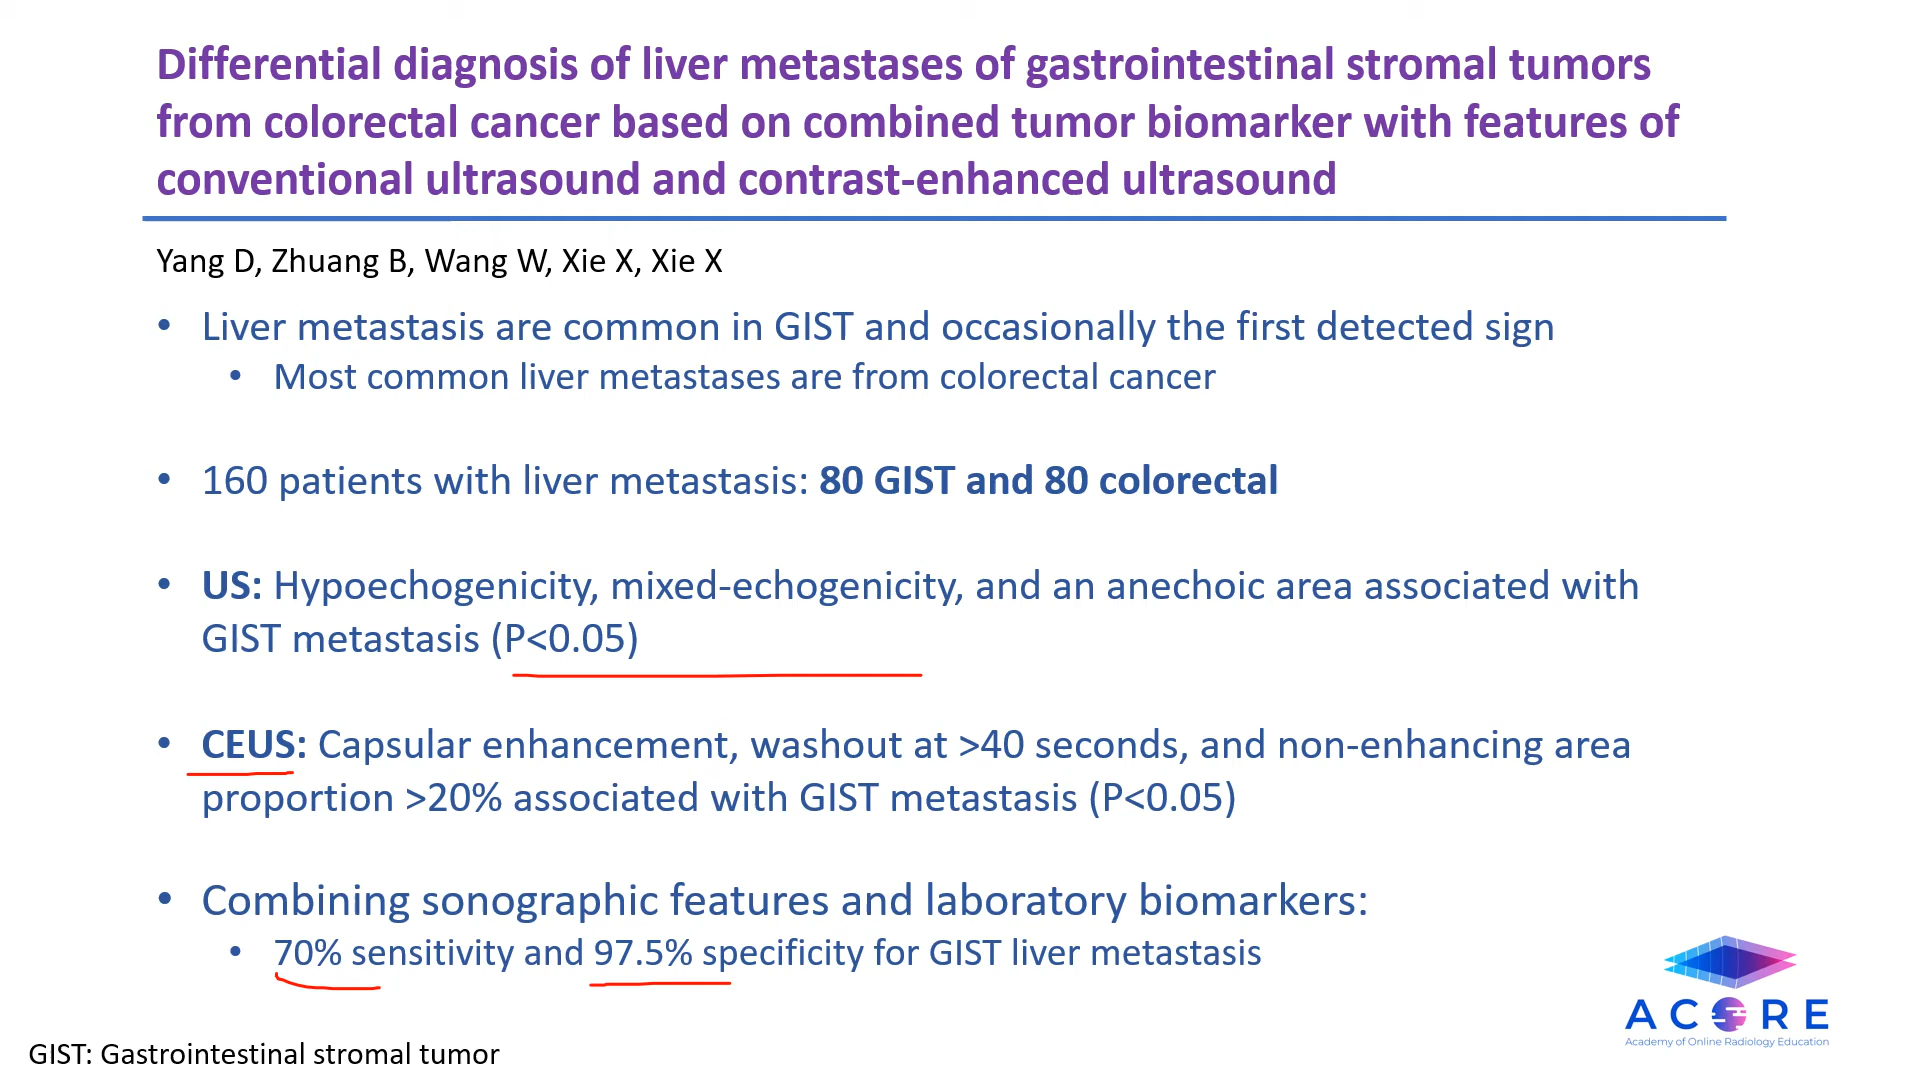 Differential diagnosis of liver metastases of gastrointestinal stromal tumors
from colorectal cancer based on combined tumor biomarker with features of
conventional ultrasound and contrast-enhanced ultrasound
Yang D, Zhuang B, Wang W, Xie X, Xie X
• Liver metastasis are common in GIST and occasionally the first detected sign
• Most common liver metastases are from colorectal cancer
• 160 patients with liver metastasis: 80 GIST and 80 colorectal
• US: Hypoechogenicity, mixed-echogenicity, and an anechoic area associated with
GIST metastasis (P<0.05)
• CEUS: Capsular enhancement, washout at >40 seconds, and non-enhancing area
proportion >20% associated with GIST metastasis (P<0.05)
• Combining sonographic features and laboratory biomarkers:
• 70% sensitivity and 97.5% specificity for GIST liver metastasis
ACORE
Academy of Online Radiology Education
GIST: Gastrointestinal stromal tumor